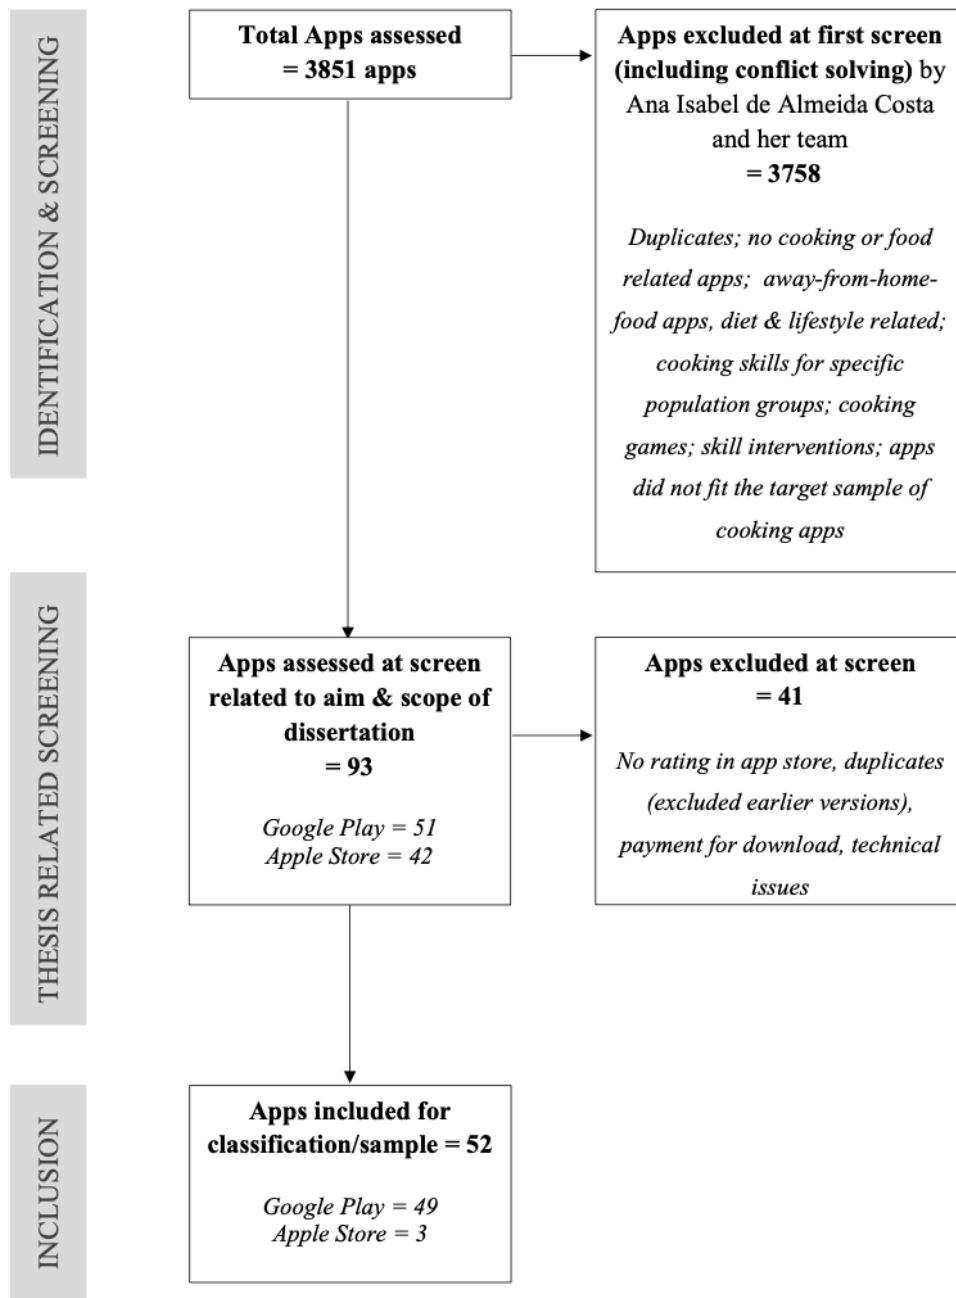 IDENTIFICATION & SCREENING
Total Apps assessed
= 3851 apps
Apps excluded at first screen
(including conflict solving) by
Ana Isabel de Almeida Costa
and her team
= 3758
Duplicates; no cooking or food
related apps;  away-from-home-
food apps, diet & lifestyle related;
cooking skills for specific
population groups; cooking
games; skill interventions; apps
did not fit the target sample of
cooking apps
THESIS RELATED SCREENING
Apps assessed at screen
related to aim & scope of
dissertation
= 93
Google Play = 51
Apple Store = 42
Apps excluded at screen
= 41
No rating in app store, duplicates
(excluded earlier versions),
payment for download, technical
issues
INCLUSION
Apps included for
classification/sample = 52
Google Play = 49
Apple Store = 3